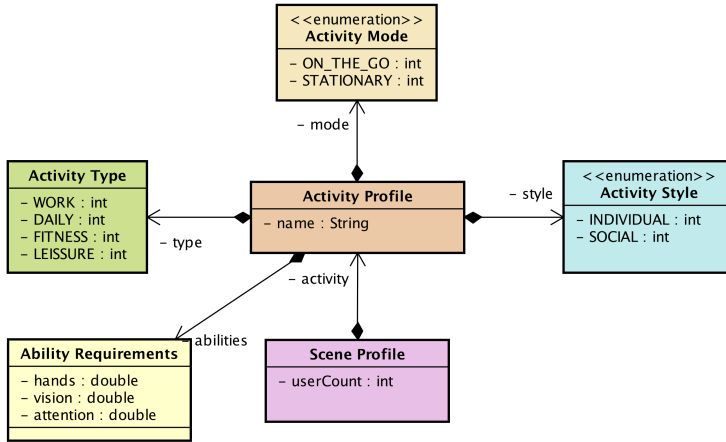 <<enumeration>>
Activity Mode
– ON_THE_GO : int
– STATIONARY : int
– mode
Activity Type
– WORK : int
– DAILY : int
– FITNESS : int
– LEISSURE : int
– type
Activity Profile
– name : String
– style
<<enumeration>>
Activity Style
– INDIVIDUAL : int
– SOCIAL : int
– activity
– abilities
Ability Requirements
– hands : double
– vision : double
– attention : double
Scene Profile
– userCount : int